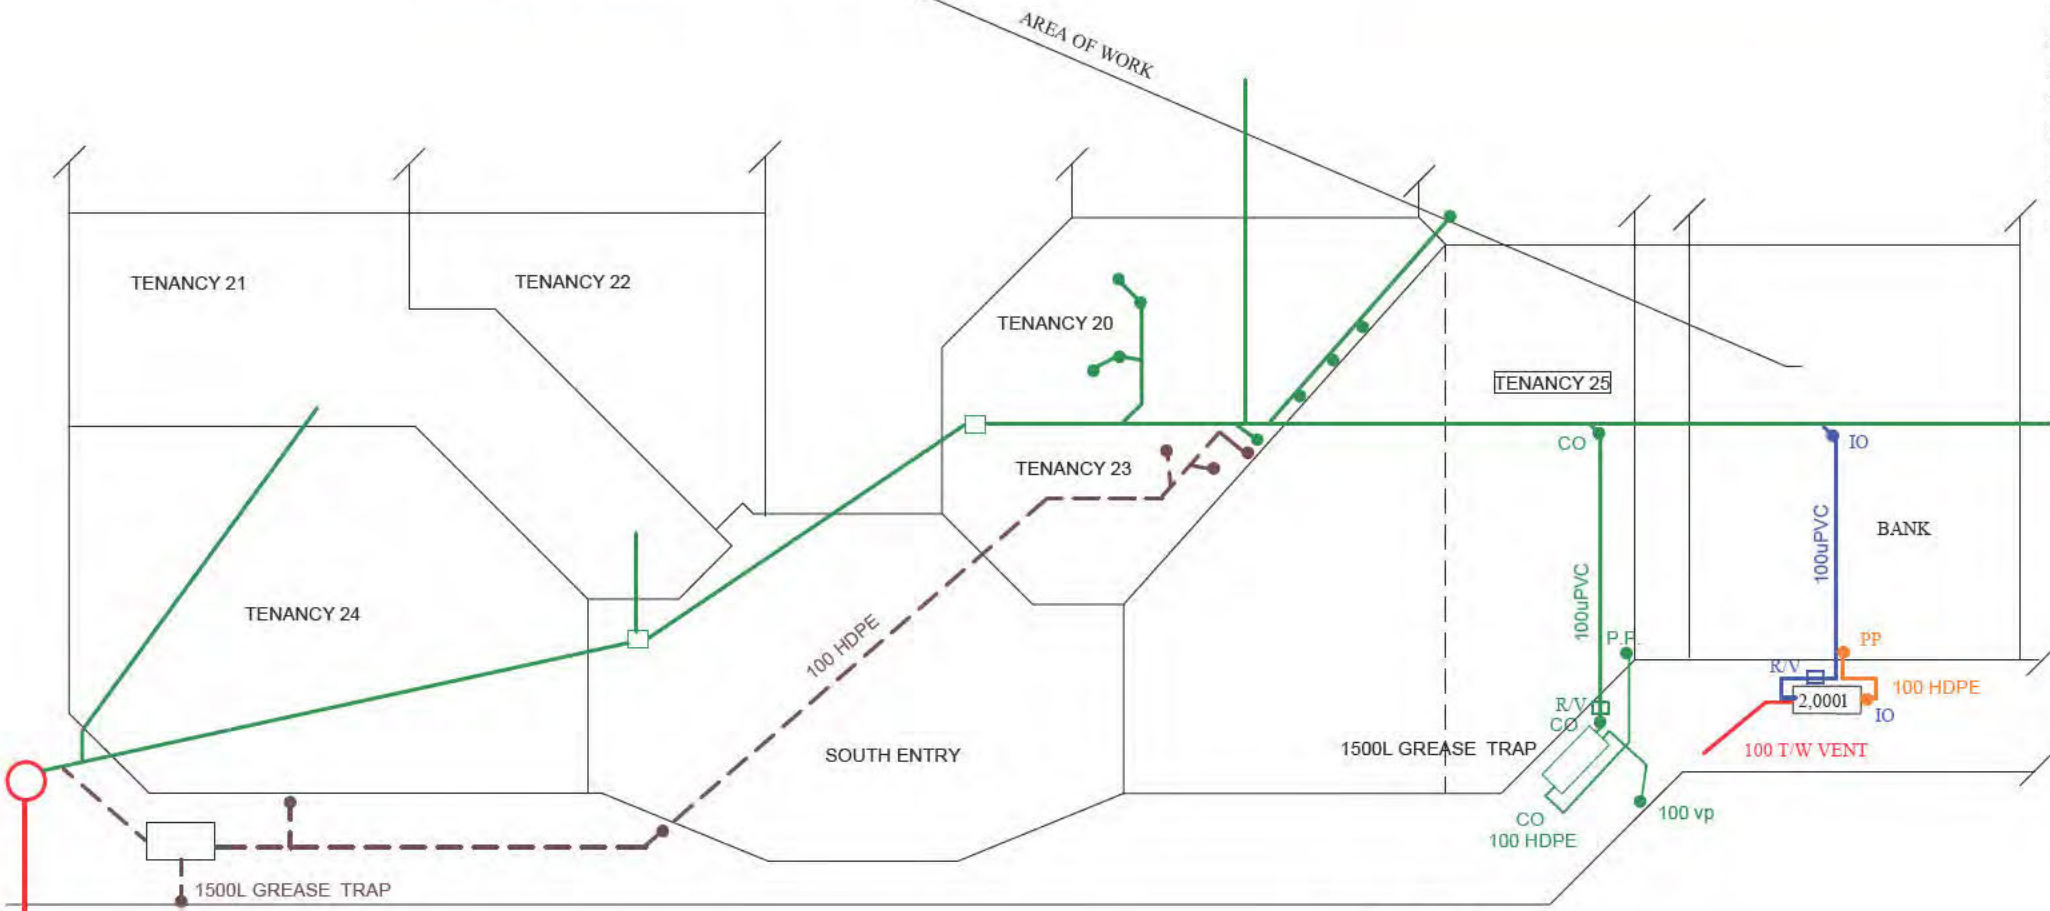 AREA OF WORK
TENANCY 21
TENANCY 22
TENANCY 20
TENANCY 25
CO
IO
TENANCY 23
BANK
100uPVC
100uPVC
TENANCY 24
100 HDPE
P.P.
PP
R/V
100 HDPE
2,000l
IO
R/V
CO
SOUTH ENTRY
1500L GREASE TRAP
100 T/W VENT
CO
100 HDPE
100 vp
1500L GREASE TRAP